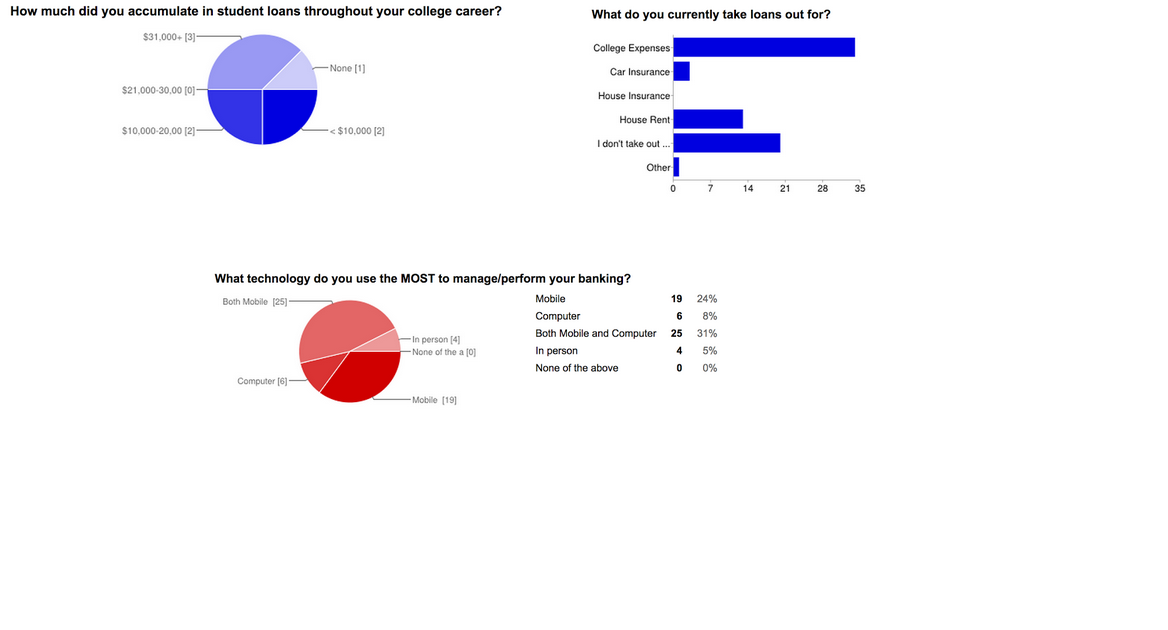 How much did you accumulate in student loans throughout your college career?
$31,000+ [3]
None [1]
$21,000-30,00 [0]
$10,000-20,00 [2]
< $10,000 [2]
What do you currently take loans out for?
College Expenses
Car Insurance
House Insurance
House Rent
I don't take out ...
Other
0 7 14 21 28 35
What technology do you use the MOST to manage/perform your banking?
Both Mobile [25]
In person [4]
None of the a [0]
Computer [6]
Mobile [19]
Mobile 19 24%
Computer 6 8%
Both Mobile and Computer 25 31%
In person 4 5%
None of the above 0 0%